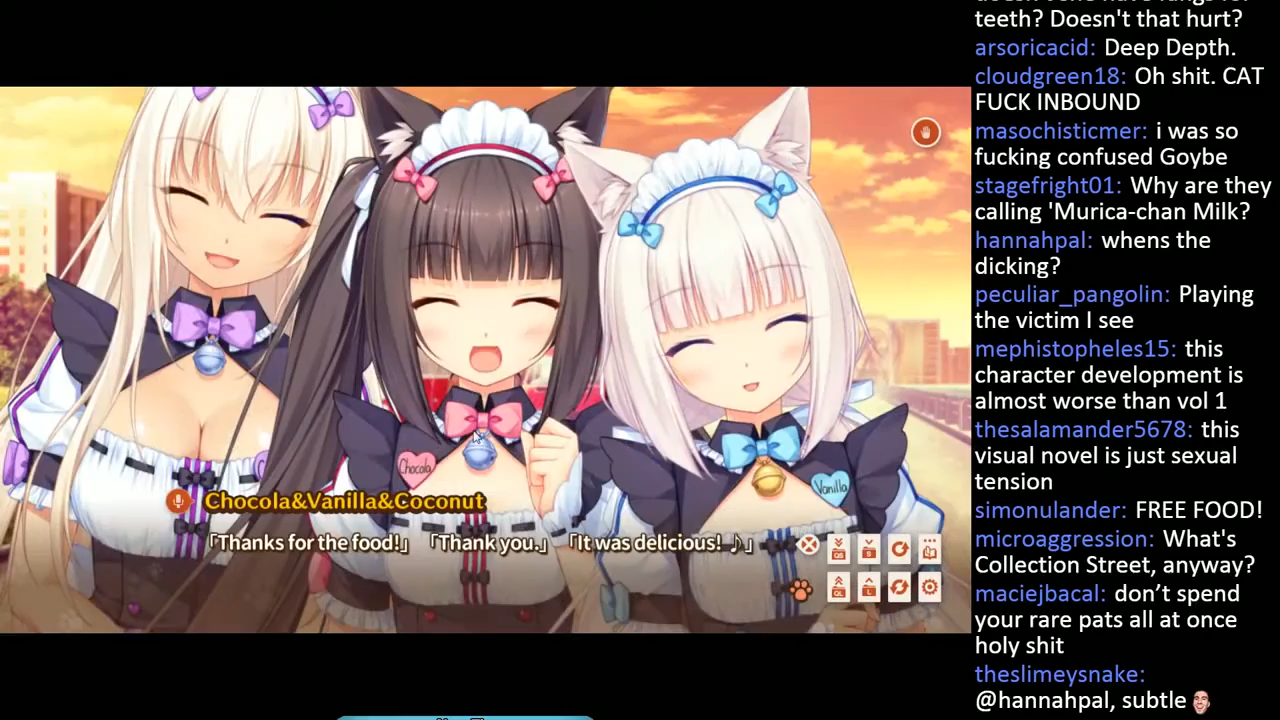 Chocola
Vanilla
Chocola&Vanilla&Coconut
「Thanks for the food!」 「Thank you.」 「It was delicious! ♪」
QS
S
QL
L
teeth? Doesn't that hurt?
arsoricacid: Deep Depth.
cloudgreen18: Oh shit. CAT
FUCK INBOUND
masochisticmer: i was so
fucking confused Goybe
stagefright01: Why are they
calling 'Murica-chan Milk?
hannahpal: whens the
dicking?
peculiar_pangolin: Playing
the victim I see
mephistopheles15: this
character development is
almost worse than vol 1
thesalamander5678: this
visual novel is just sexual
tension
simonulander: FREE FOOD!
microaggression: What's
Collection Street, anyway?
maciejbacal: don’t spend
your rare pats all at once
holy shit
theslimeysnake:
@hannahpal, subtle